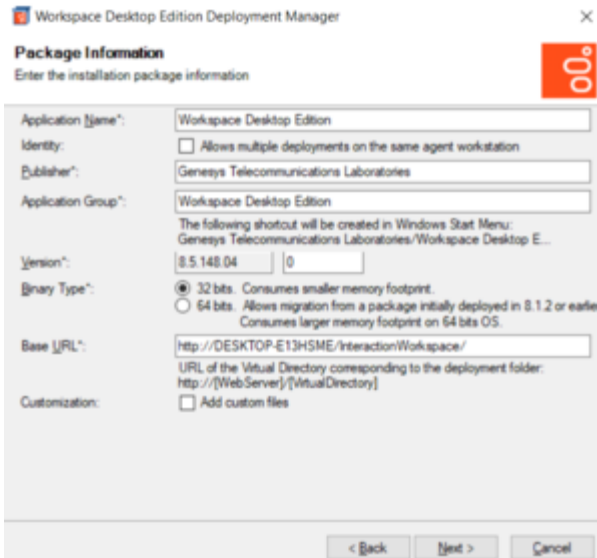 Workspace Desktop Edition Deployment Manager
Package Information
Enter the installation package information
Application Name*: Workspace Desktop Edition
Identity: Allows multiple deployments on the same agent workstation
Publisher*: Genesys Telecommunications Laboratories
Application Group*: Workspace Desktop Edition
The following shortcut will be created in Windows Start Menu:
Genesys Telecommunications Laboratories/Workspace Desktop E...
Version*: 8.5.148.04 0
Binary Type*: 32 bits. Consumes smaller memory footprint.
64 bits. Allows migration from a package initially deployed in 8.1.2 or earlie
Consumes larger memory footprint on 64 bits OS.
Base URL*: http://DESKTOP-E13HSME/InteractionWorkspace/
URL of the Virtual Directory corresponding to the deployment folder:
http://[WebServer]/[VirtualDirectory]
Customization: Add custom files
< Back Next > Cancel